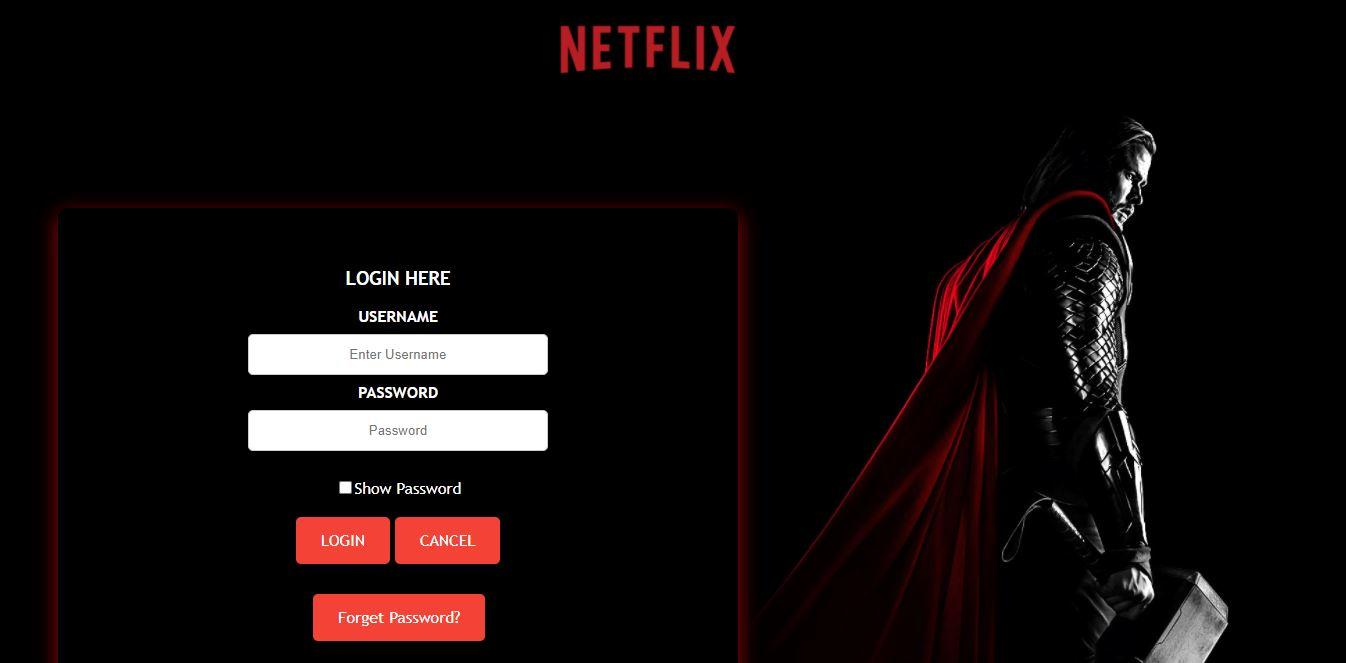 NETFLIX
LOGIN HERE
USERNAME
Enter Username
PASSWORD
Password
Show Password
LOGIN CANCEL
Forget Password?